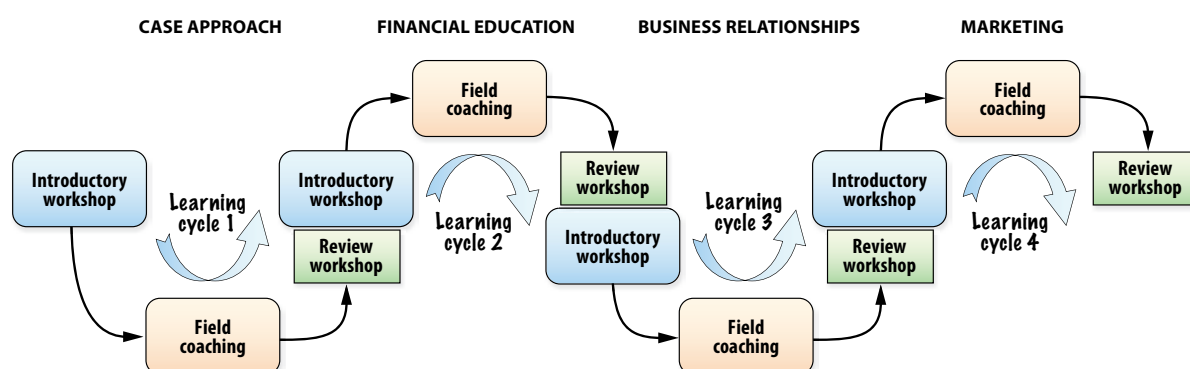 CASE APPROACH
FINANCIAL EDUCATION
BUSINESS RELATIONSHIPS
MARKETING
Introductory
workshop
Learning
cycle 1
Field
coaching
Review
workshop
Introductory
workshop
Field
coaching
Learning
cycle 2
Review
workshop
Introductory
workshop
Learning
cycle 3
Field
coaching
Review
workshop
Introductory
workshop
Field
coaching
Learning
cycle 4
Review
workshop